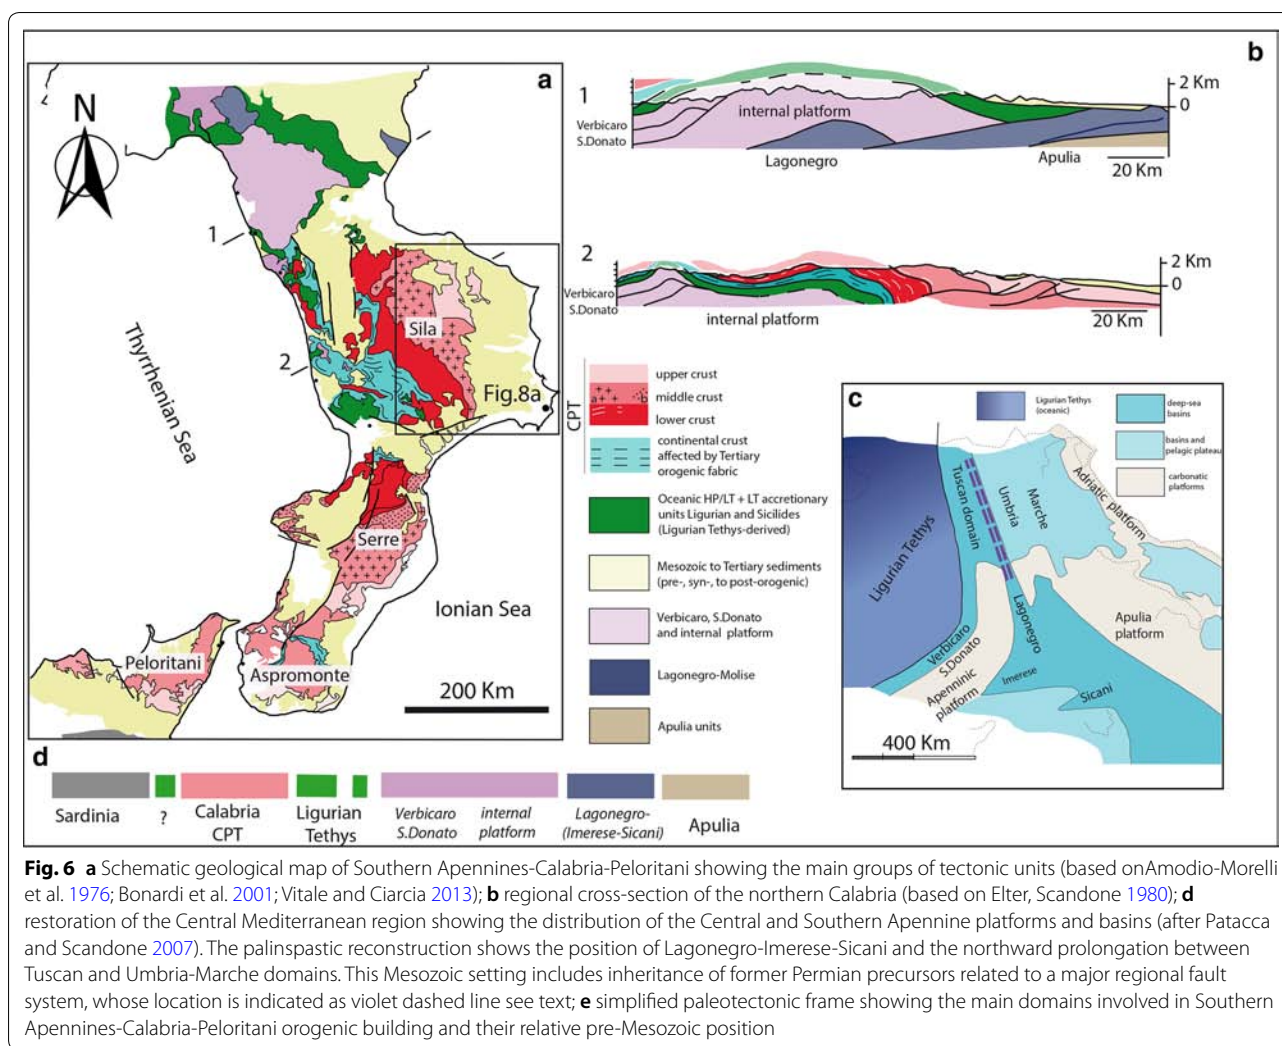 a
N
1
2
Thyrrhenian Sea
Sila
Fig.8a
Serre
Ionian Sea
Peloritani
Aspromonte
200 Km
b
1
internal platform
Verbicaro
S.Donato
Lagonegro
Apulia
2 Km
0
20 Km
2
Verbicaro
S.Donato
internal platform
2 Km
0
20 Km
CPT
upper crust
a
b
middle crust
lower crust
continental crust
affected by Tertiary
orogenic fabric
Oceanic HP/LT + LT accretionary
units Ligurian and Sicilides
(Ligurian Tethys-derived)
Mesozoic to Tertiary sediments
(pre-, syn-, to post-orogenic)
Verbicaro, S.Donato
and internal platform
Lagonegro-Molise
Apulia units
c
Ligurian Tethys
(oceanic)
deep-sea
basins
basins and
pelagic plateau
carbonatic
platforms
Ligurian Tethys
Tuscan domain
Umbria
Marche
Adriatic platform
Lagonegro
Apulia
platform
Verbicaro
S.Donato
Apenninic
platform
Imerese
Sicani
400 Km
d
Sardinia
?
Calabria
CPT
Ligurian
Tethys
Verbicaro
S.Donato
internal
platform
Lagonegro-
(Imerese-Sicani)
Apulia
Fig. 6 a Schematic geological map of Southern Apennines-Calabria-Peloritani showing the main groups of tectonic units (based onAmodio-Morelli
et al. 1976; Bonardi et al. 2001; Vitale and Ciarcia 2013); b regional cross-section of the northern Calabria (based on Elter, Scandone 1980); d
restoration of the Central Mediterranean region showing the distribution of the Central and Southern Apennine platforms and basins (after Patacca
and Scandone 2007). The palinspastic reconstruction shows the position of Lagonegro-Imerese-Sicani and the northward prolongation between
Tuscan and Umbria-Marche domains. This Mesozoic setting includes inheritance of former Permian precursors related to a major regional fault
system, whose location is indicated as violet dashed line see text; e simplified paleotectonic frame showing the main domains involved in Southern
Apennines-Calabria-Peloritani orogenic building and their relative pre-Mesozoic position